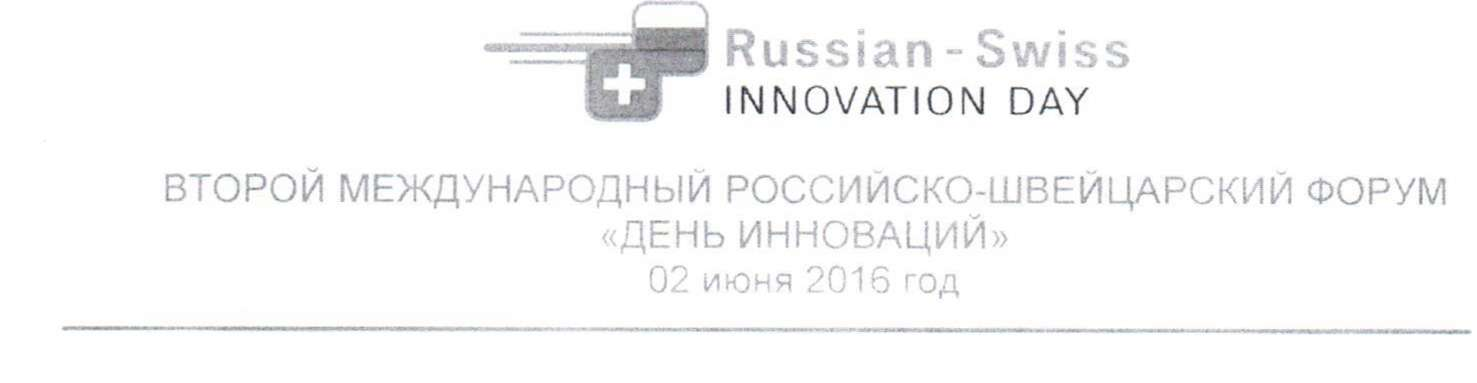 Russian - Swiss
INNOVATION DAY
ВТОРОЙ МЕЖДУНАРОДНЫЙ РОССИЙСКО-ШВЕЙЦАРСКИЙ ФОРУМ
«ДЕНЬ ИННОВАЦИЙ»
02 июня 2016 год